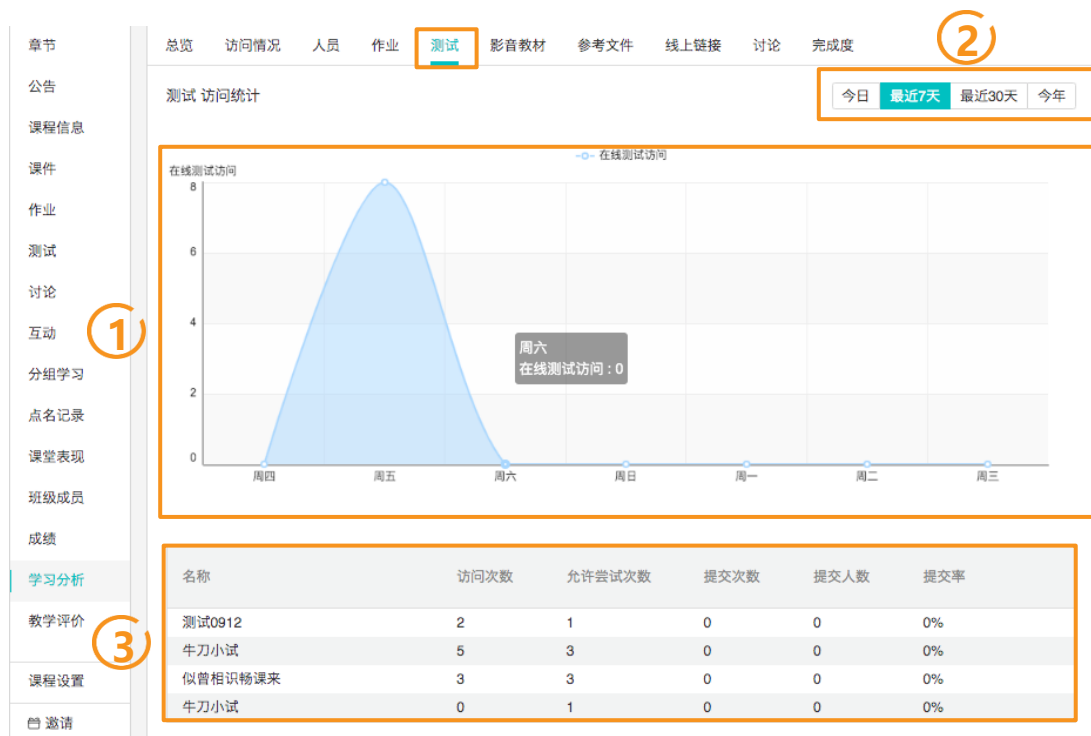 章节
公告
课程信息
课件
作业
测试
讨论
互动
分组学习
点名记录
课堂表现
班级成员
成绩
学习分析
教学评价
课程设置
邀请
①
③
总览 访问情况 人员 作业 测试 影音教材 参考文件 线上链接 讨论 完成度
②
测试 访问统计
今日 最近7天 最近30天 今年
在线测试访问
在线测试访问
8
6
4
2
0
周六
在线测试访问 : 0
周四 周五 周六 周日 周一 周二 周三
名称 访问次数 允许尝试次数 提交次数 提交人数 提交率
测试0912 2 1 0 0 0%
牛刀小试 5 3 0 0 0%
似曾相识畅课来 3 3 0 0 0%
牛刀小试 0 1 0 0 0%